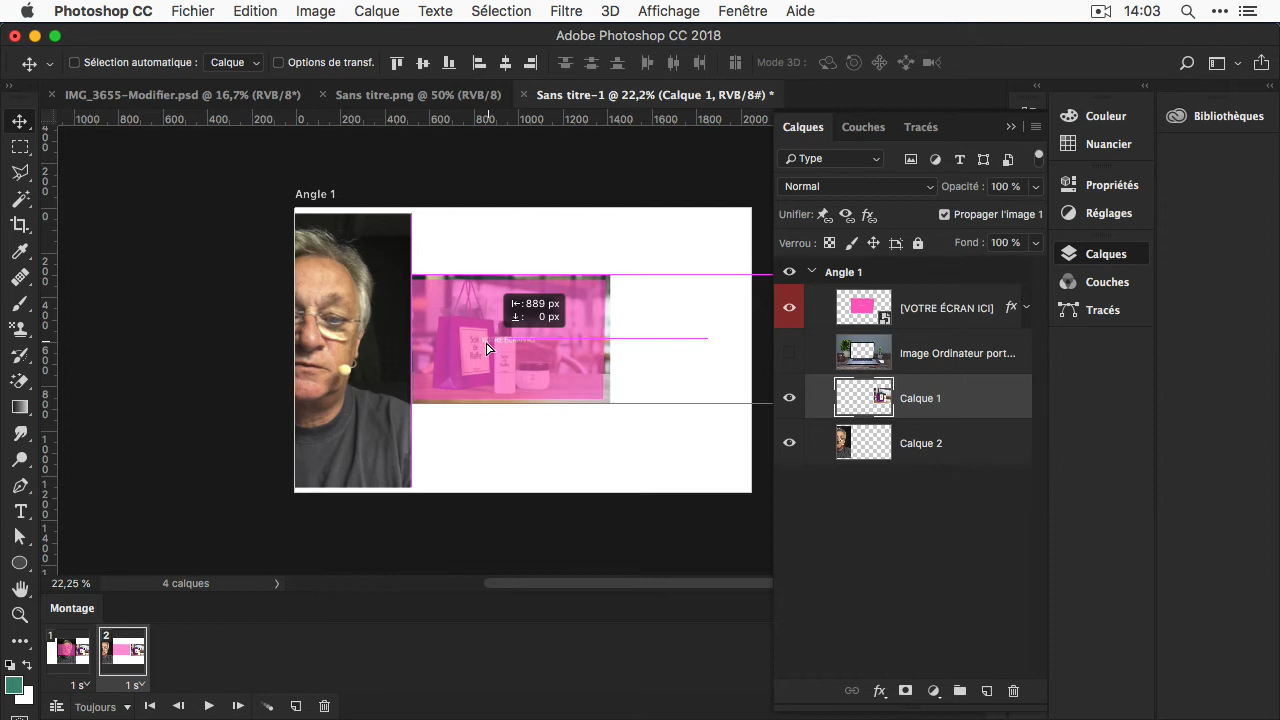 Photoshop CC Fichier Edition Image Calque Texte Sélection Filtre 3D Affichage Fenêtre Aide 14:03
Adobe Photoshop CC 2018
Sélection automatique : Calque Options de transf. Mode 3D :
IMG_3655-Modifier.psd @ 16,7% (RVB/8*) Sans titre.png @ 50% (RVB/8) Sans titre-1 @ 22,2% (Calque 1, RVB/8#) *
1000 800 600 400 200 0 200 400 600 800 1000 1200 1400 1600 1800 2000
Calques Couches Tracés
Type
Normal Opacité : 100 %
Unifier : Propager l'image 1
Verrou : Fond : 100 %
Angle 1
[VOTRE ÉCRAN ICI] fx
Image Ordinateur port...
Calque 1
Calque 2
Couleur
Nuancier
Propriétés
Réglages
Calques
Couches
Tracés
Bibliothèques
Angle 1
889 px
0 px
22,25 % 4 calques
Montage
1 2
1 s 1 s
Toujours